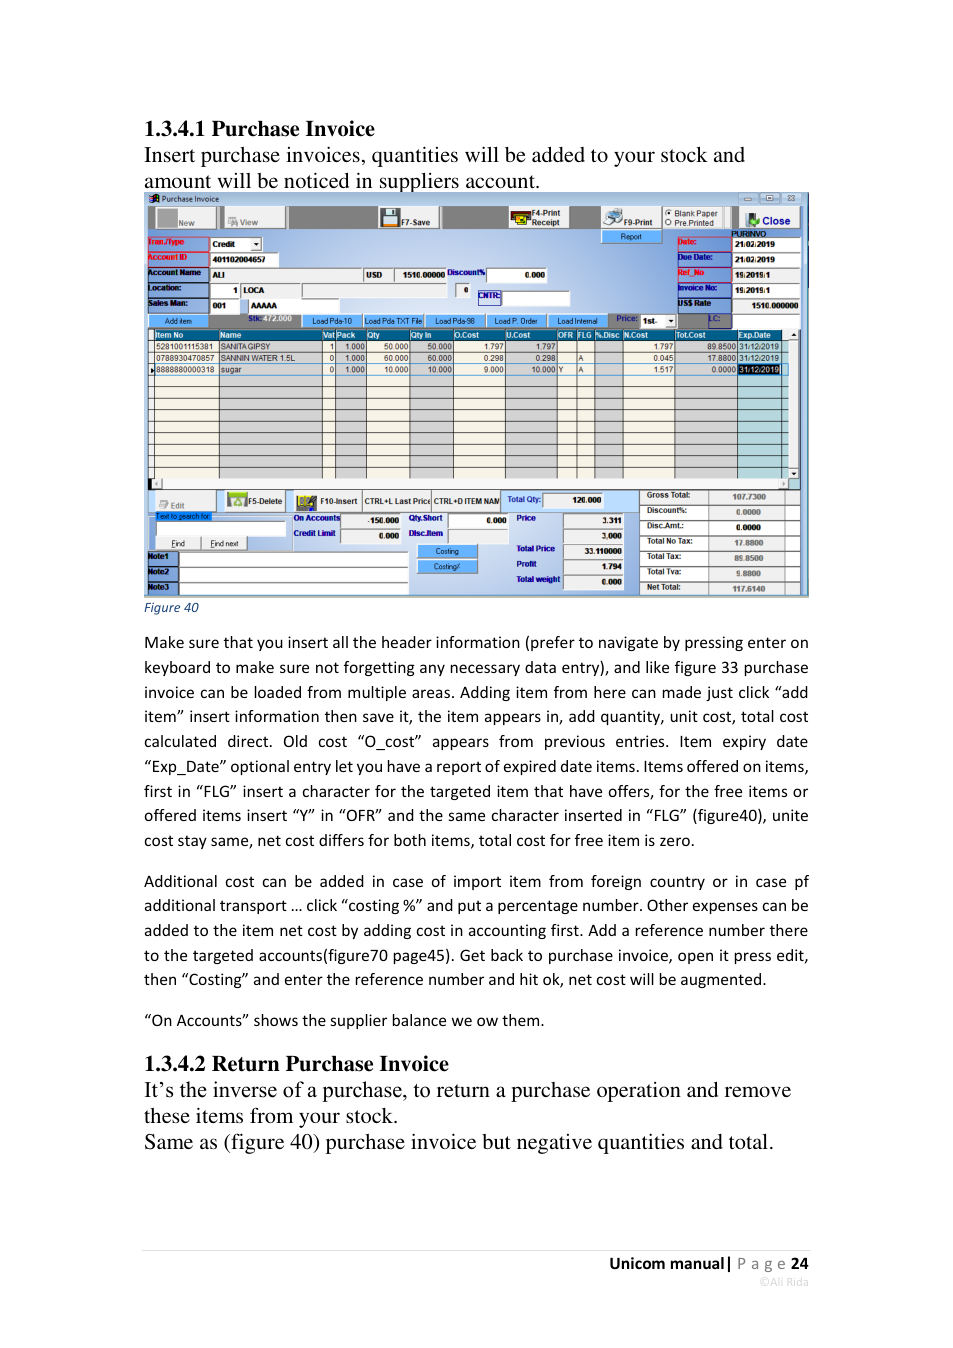 1.3.4.1 Purchase Invoice
Insert purchase invoices, quantities will be added to your stock and
amount will be noticed in suppliers account.
Purchase Invoice
New View F7-Save F4-Print Receipt F9-Print Blank Paper Pre.Printed Close
Report PURINVO
Tran./Type Credit Date: 21/02/2019
Account ID 401102004657 Due Date: 21/02/2019
Account Name ALI USD 1510.00000 Discount% 0.000 Ref_No 19/2019/1
Location: 1 LOCA 0 CNTR: Invoice No: 19/2019/1
Sales Man: 001 AAAAA US$ Rate 1510.000000
Add item Stk: 472.000 Load Pda-10 Load Pda TXT File Load Pda-98 Load P. Order Load Internal Price: 1st- LC:
Item No Name Vat Pack Qty Qty In O.Cost U.Cost OFR FLG %.Disc N.Cost Tot.Cost Exp.Date
5281001115381 SANITA GIPSY 1 1.000 50.000 50.000 1.797 1.797 1.797 89.8500 31/12/2019
0788930470857 SANNIN WATER 1.5L 0 1.000 60.000 60.000 0.298 0.298 A 0.045 17.8800 31/12/2019
8888880000318 sugar 0 1.000 10.000 10.000 9.000 10.000 Y A 1.517 0.0000 31/12/2019
Edit F5-Delete F10-Insert CTRL+L Last Price CTRL+D ITEM NAM Total Qty: 120.000 Gross Total: 107.7300
Text to search for: On Accounts -150.000 Qty.Short 0.000 Price 3.311 Discount%: 0.0000
Credit Limit 0.000 Disc.Item 3,000 Disc.Amt.: 0.0000
Find Find next Costing Total Price 33.110000 Total No Tax: 17.8800
Note1 Costing% Profit 1.794 Total Tax: 89.8500
Note2 Total weight 0.000 Total Tva: 9.8800
Note3 Net Total: 117.6140
Figure 40
Make sure that you insert all the header information (prefer to navigate by pressing enter on
keyboard to make sure not forgetting any necessary data entry), and like figure 33 purchase
invoice can be loaded from multiple areas. Adding item from here can made just click “add
item” insert information then save it, the item appears in, add quantity, unit cost, total cost
calculated direct. Old cost “O_cost” appears from previous entries. Item expiry date
“Exp_Date” optional entry let you have a report of expired date items. Items offered on items,
first in “FLG” insert a character for the targeted item that have offers, for the free items or
offered items insert “Y” in “OFR” and the same character inserted in “FLG” (figure40), unite
cost stay same, net cost differs for both items, total cost for free item is zero.
Additional cost can be added in case of import item from foreign country or in case pf
additional transport … click “costing %” and put a percentage number. Other expenses can be
added to the item net cost by adding cost in accounting first. Add a reference number there
to the targeted accounts(figure70 page45). Get back to purchase invoice, open it press edit,
then “Costing” and enter the reference number and hit ok, net cost will be augmented.
“On Accounts” shows the supplier balance we ow them.
1.3.4.2 Return Purchase Invoice
It’s the inverse of a purchase, to return a purchase operation and remove
these items from your stock.
Same as (figure 40) purchase invoice but negative quantities and total.
Unicom manual| P a g e 24
©Ali Rida